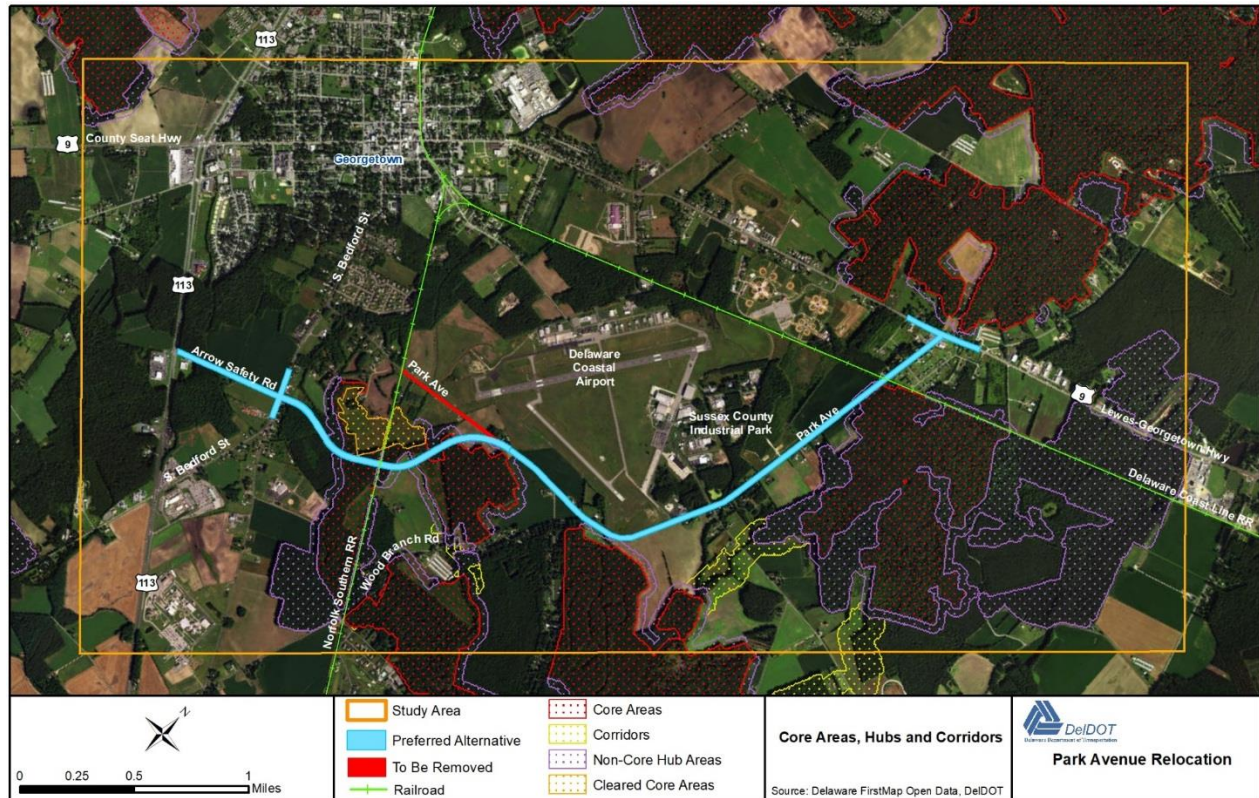 113
9
County Seat Hwy
Georgetown
S. Bedford St
113
Arrow Safety Rd
Park Ave
Delaware
Coastal
Airport
Sussex County
Industrial Park
Park Ave
9
Lewes-Georgetown Hwy
Delaware Coast Line RR
S. Bedford St
Wood Branch Rd
Norfolk Southern RR
113
N
0 0.25 0.5 1
Miles
Study Area
Preferred Alternative
To Be Removed
Railroad
Core Areas
Corridors
Non-Core Hub Areas
Cleared Core Areas
Core Areas, Hubs and Corridors
Source: Delaware FirstMap Open Data, DelDOT
DelDOT
Delaware Department of Transportation
Park Avenue Relocation